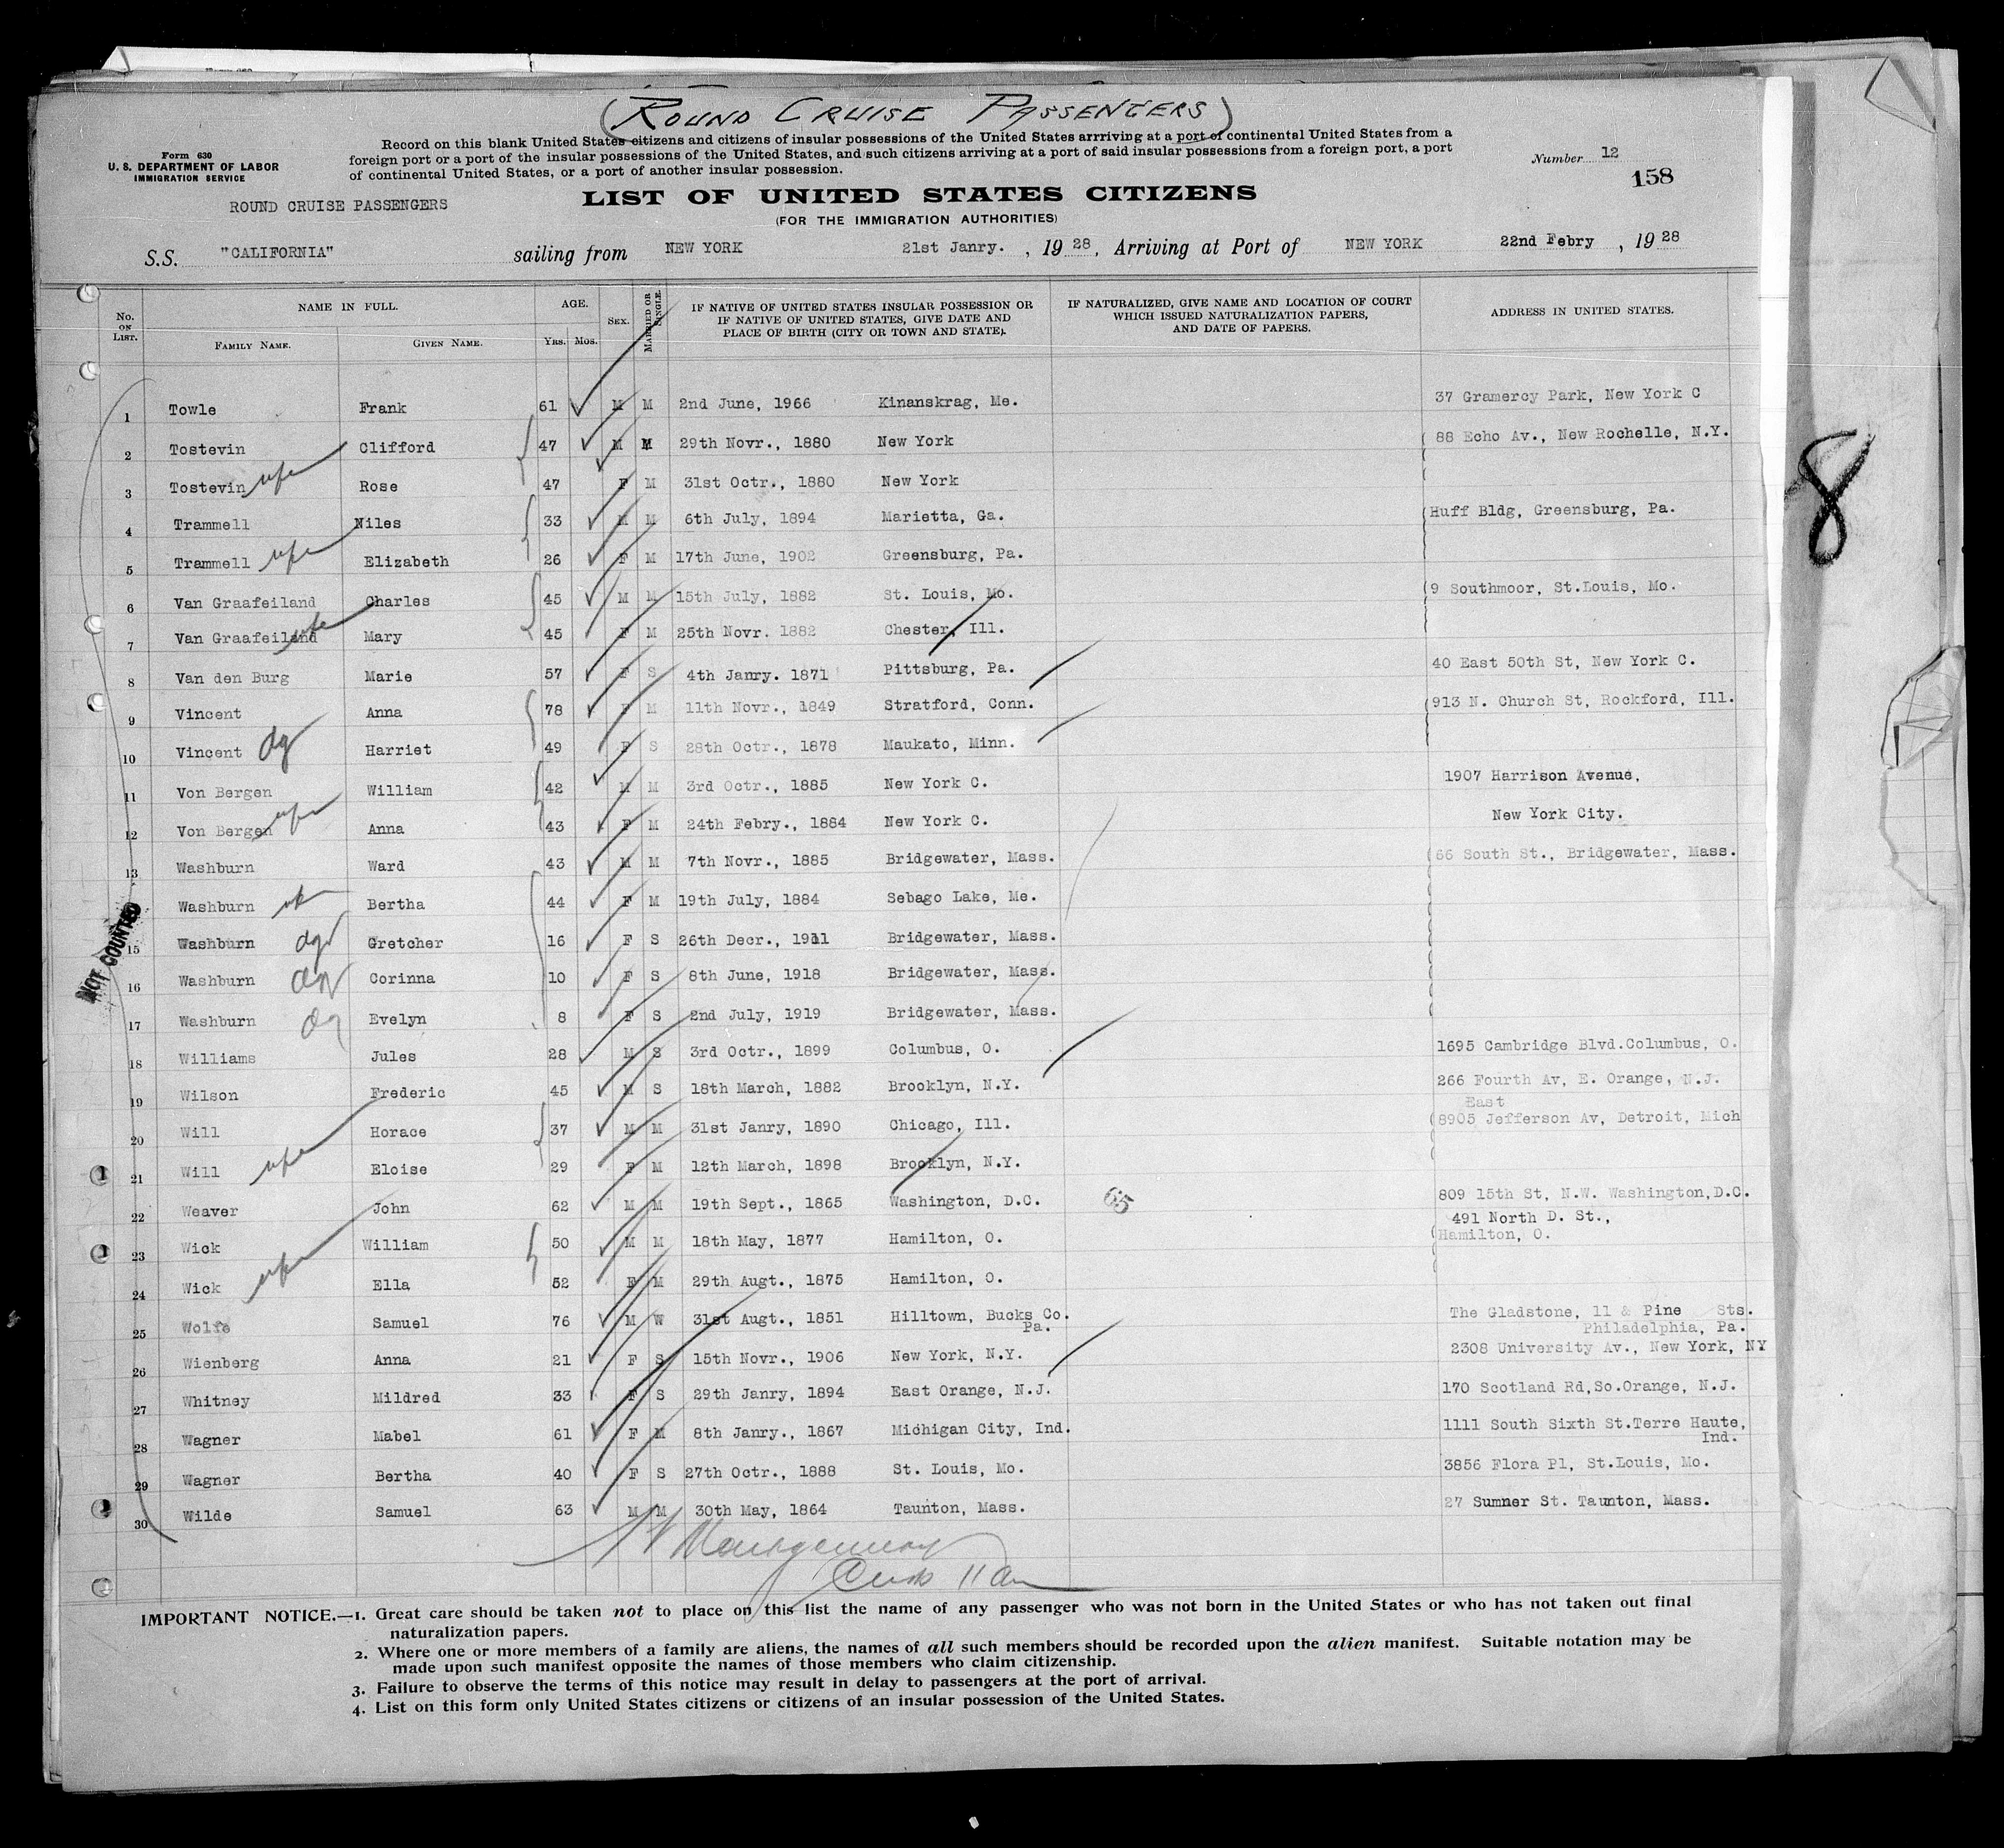 (ROUND CRUISE PASSENGERS)
Form 630
U. S. DEPARTMENT OF LABOR
IMMIGRATION SERVICE
Record on this blank United States citizens and citizens of insular possessions of the United States arrriving at a port of continental United States from a
foreign port or a port of the insular possessions of the United States, and such citizens arriving at a port of said insular possessions from a foreign port, a port
of continental United States, or a port of another insular possession.
Number 12
158
ROUND CRUISE PASSENGERS
LIST OF UNITED STATES CITIZENS
(FOR THE IMMIGRATION AUTHORITIES)
S.S. "CALIFORNIA" sailing from NEW YORK 21st Janry. , 19 28, Arriving at Port of NEW YORK 22nd Febry , 19 28
No. ON LIST. NAME IN FULL. FAMILY NAME. GIVEN NAME. AGE. YRS. MOS. SEX. MARRIED OR SINGLE. IF NATIVE OF UNITED STATES INSULAR POSSESSION OR IF NATIVE OF UNITED STATES, GIVE DATE AND PLACE OF BIRTH (CITY OR TOWN AND STATE). IF NATURALIZED, GIVE NAME AND LOCATION OF COURT WHICH ISSUED NATURALIZATION PAPERS, AND DATE OF PAPERS. ADDRESS IN UNITED STATES.
1 Towle Frank 61 M M 2nd June, 1966 Kinanskrag, Me. 37 Gramercy Park, New York C
2 Tostevin Clifford 47 M M 29th Novr., 1880 New York (88 Echo Av., New Rochelle, N.Y.
3 Tostevin wfe Rose 47 F M 31st Octr., 1880 New York
4 Trammell Niles 33 M M 6th July, 1894 Marietta, Ga. (Huff Bldg, Greensburg, Pa.
5 Trammell wfe Elizabeth 26 F M 17th June, 1902 Greensburg, Pa.
6 Van Graafeiland Charles 45 M M 15th July, 1882 St. Louis, Mo. (9 Southmoor, St.Louis, Mo.
7 Van Graafeiland wfe Mary 45 F M 25th Novr. 1882 Chester, Ill.
8 Van den Burg Marie 57 F S 4th Janry. 1871 Pittsburg, Pa. 40 East 50th St, New York C.
9 Vincent Anna 78 F M 11th Novr., 1849 Stratford, Conn. (913 N. Church St, Rockford, Ill.
10 Vincent dg Harriet 49 F S 28th Octr., 1878 Maukato, Minn.
11 Von Bergen William 42 M M 3rd Octr., 1885 New York C. 1907 Harrison Avenue,
12 Von Bergen wfe Anna 43 F M 24th Febry., 1884 New York C. New York City.
13 Washburn Ward 43 M M 7th Novr., 1885 Bridgewater, Mass. (66 South St., Bridgewater, Mass.
Washburn Bertha 44 F M 19th July, 1884 Sebago Lake, Me.
15 Washburn dg Gretcher 16 F S 26th Decr., 1911 Bridgewater, Mass.
16 Washburn dg Corinna 10 F S 8th June, 1918 Bridgewater, Mass.
17 Washburn dg Evelyn 8 F S 2nd July, 1919 Bridgewater, Mass.
NOT COUNTED
18 Williams Jules 28 M S 3rd Octr., 1899 Columbus, O. 1695 Cambridge Blvd.Columbus, O.
19 Wilson Frederic 45 M S 18th March, 1882 Brooklyn, N.Y. 266 Fourth Av, E. Orange, N.J.
East
20 Will Horace 37 M M 31st Janry, 1890 Chicago, Ill. (8905 Jefferson Av, Detroit, Mich
21 Will wfe Eloise 29 F M 12th March, 1898 Brooklyn, N.Y.
22 Weaver John 62 M M 19th Sept., 1865 Washington, D.C. 65 809 15th St, N.W. Washington,D.C.
491 North D. St.,
23 Wick William 50 M M 18th May, 1877 Hamilton, O. (Hamilton, O.
24 Wick wfe Ella 52 F M 29th Augt., 1875 Hamilton, O.
25 Wolfe Samuel 76 M W 31st Augt., 1851 Hilltown, Bucks Co. The Gladstone, 11 & Pine Sts.
Pa. Philadelphia, Pa.
26 Wienberg Anna 21 F S 15th Novr., 1906 New York, N.Y. 2308 University Av., New York, NY
27 Whitney Mildred 33 F S 29th Janry, 1894 East Orange, N.J. 170 Scotland Rd,So.Orange, N.J.
28 Wagner Mabel 61 F M 8th Janry., 1867 Michigan City, Ind. 1111 South Sixth St.Terre Haute,
Ind.
29 Wagner Bertha 40 F S 27th Octr., 1888 St. Louis, Mo. 3856 Flora Pl, St.Louis, Mo.
30 Wilde Samuel 63 M M 30th May, 1864 Taunton, Mass. 27 Sumner St. Taunton, Mass.
8
Montgomery
IMPORTANT NOTICE.—1. Great care should be taken not to place on this list the name of any passenger who was not born in the United States or who has not taken out final
naturalization papers.
2. Where one or more members of a family are aliens, the names of all such members should be recorded upon the alien manifest. Suitable notation may be
made upon such manifest opposite the names of those members who claim citizenship.
3. Failure to observe the terms of this notice may result in delay to passengers at the port of arrival.
4. List on this form only United States citizens or citizens of an insular possession of the United States.